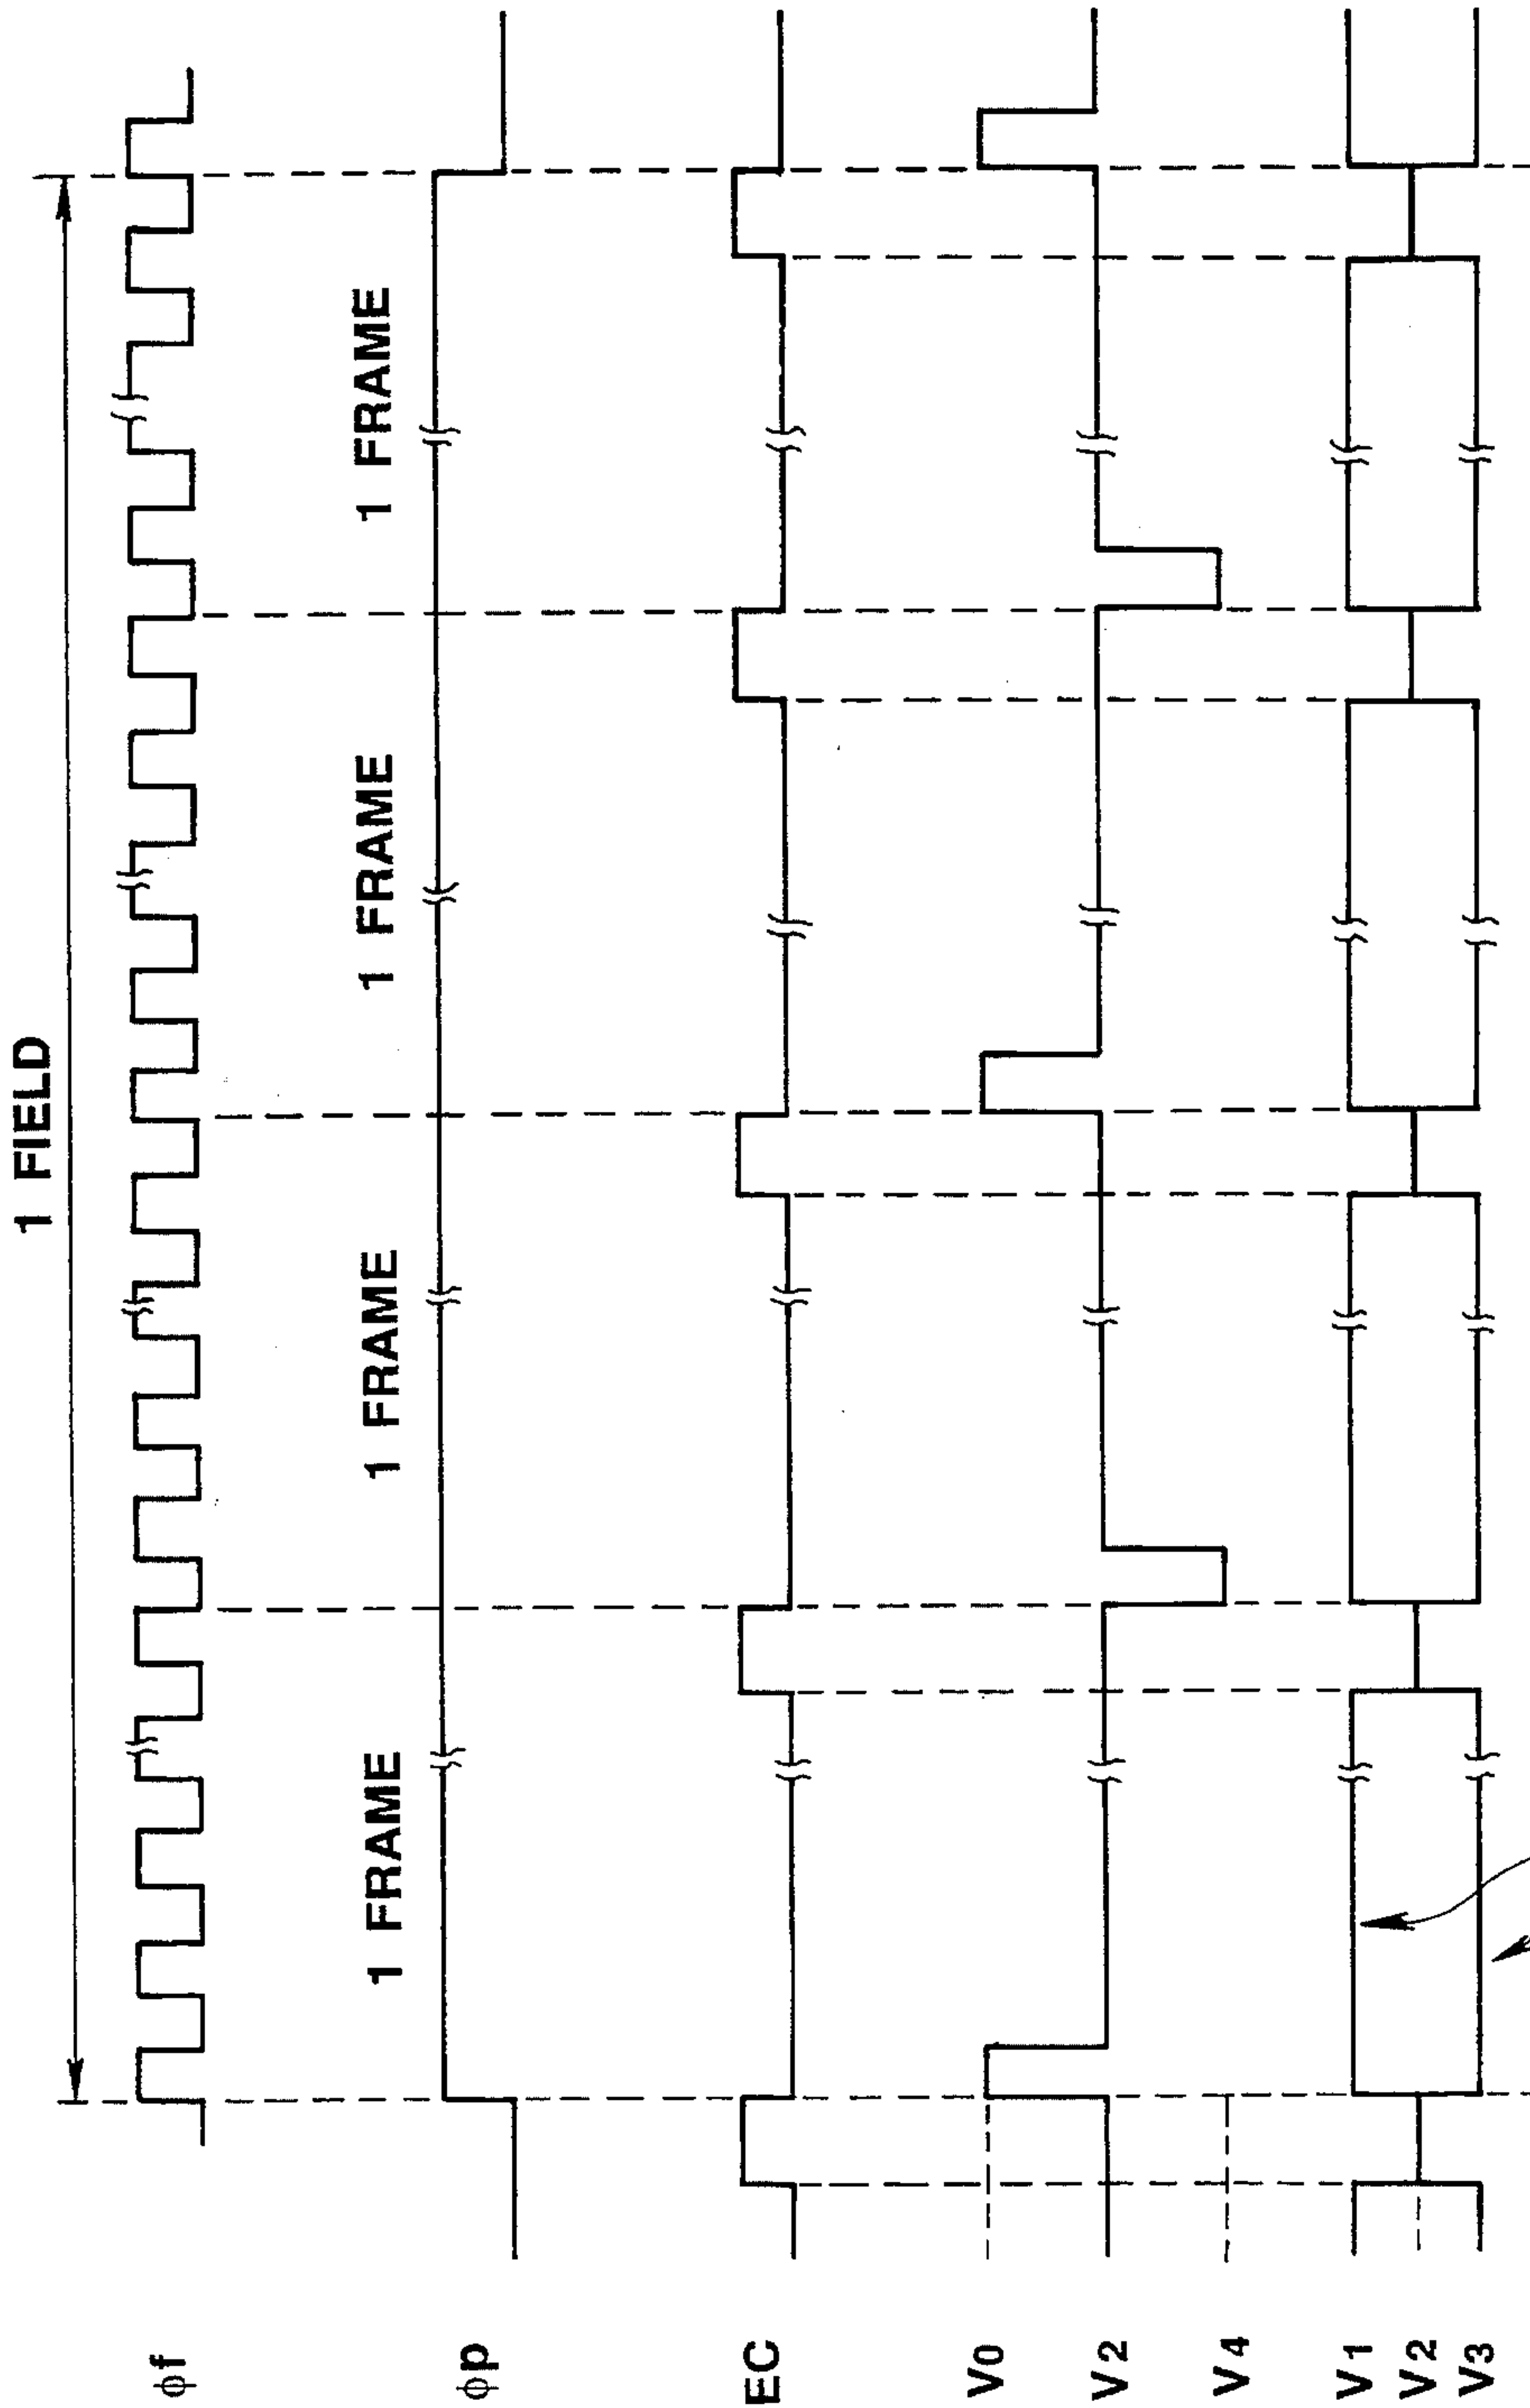 1 FIELD
ϕf
1 FRAME 1 FRAME 1 FRAME 1 FRAME
ϕp
EC
V0
V2
V4
V1
V2
V3